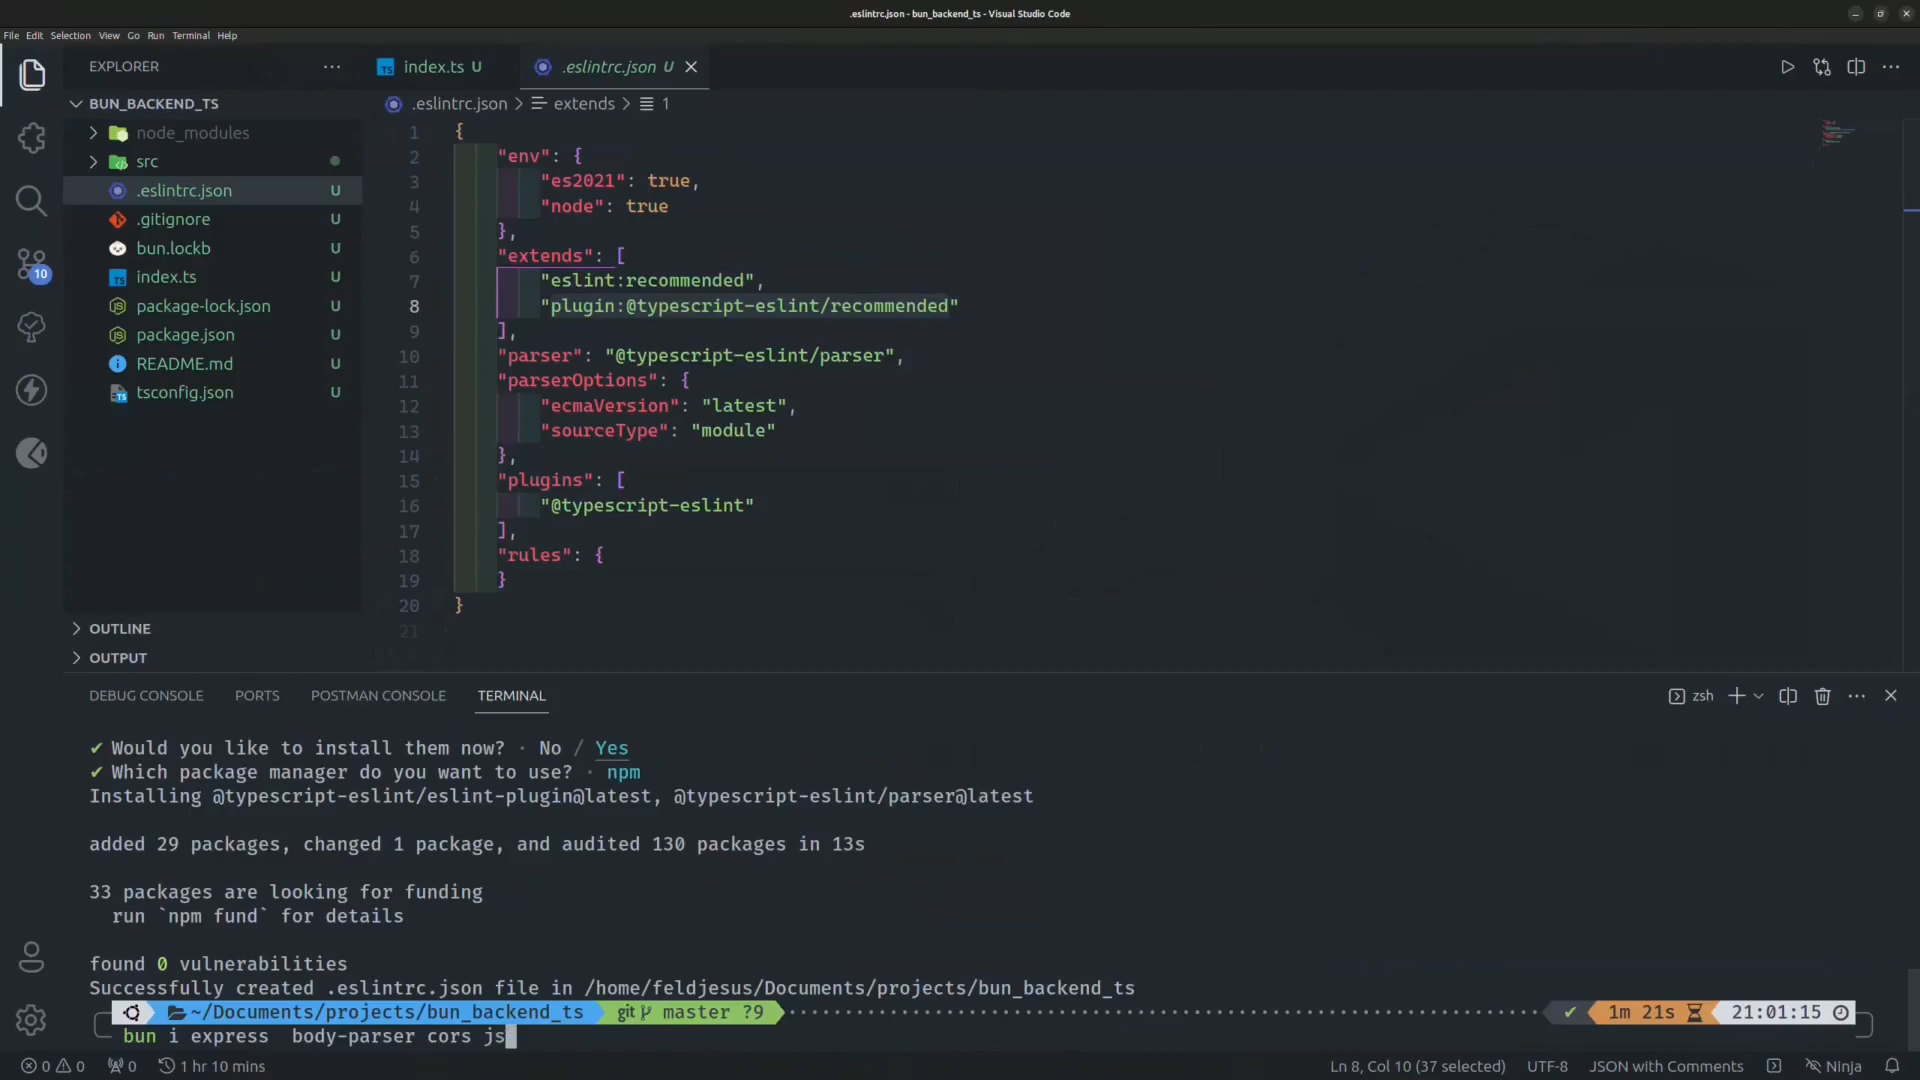 .eslintrc.json - bun_backend_ts - Visual Studio Code
File Edit Selection View Go Run Terminal Help
EXPLORER
index.ts U
.eslintrc.json U
BUN_BACKEND_TS
.eslintrc.json > extends > 1
node_modules
src
.eslintrc.json U
.gitignore U
bun.lockb U
index.ts U
package-lock.json U
package.json U
README.md U
tsconfig.json U
OUTLINE
OUTPUT
10
1 {
2 "env": {
3 "es2021": true,
4 "node": true
5 },
6 "extends": [
7 "eslint:recommended",
8 "plugin:@typescript-eslint/recommended"
9 ],
10 "parser": "@typescript-eslint/parser",
11 "parserOptions": {
12 "ecmaVersion": "latest",
13 "sourceType": "module"
14 },
15 "plugins": [
16 "@typescript-eslint"
17 ],
18 "rules": {
19 }
20 }
21
DEBUG CONSOLE PORTS POSTMAN CONSOLE TERMINAL
zsh
✔ Would you like to install them now? · No / Yes
✔ Which package manager do you want to use? · npm
Installing @typescript-eslint/eslint-plugin@latest, @typescript-eslint/parser@latest
added 29 packages, changed 1 package, and audited 130 packages in 13s
33 packages are looking for funding
run `npm fund` for details
found 0 vulnerabilities
Successfully created .eslintrc.json file in /home/feldjesus/Documents/projects/bun_backend_ts
~/Documents/projects/bun_backend_ts git master ?9 ✔ 1m 21s 21:01:15
bun i express  body-parser cors js
0 0 0 1 hr 10 mins
Ln 8, Col 10 (37 selected) UTF-8 JSON with Comments Ninja